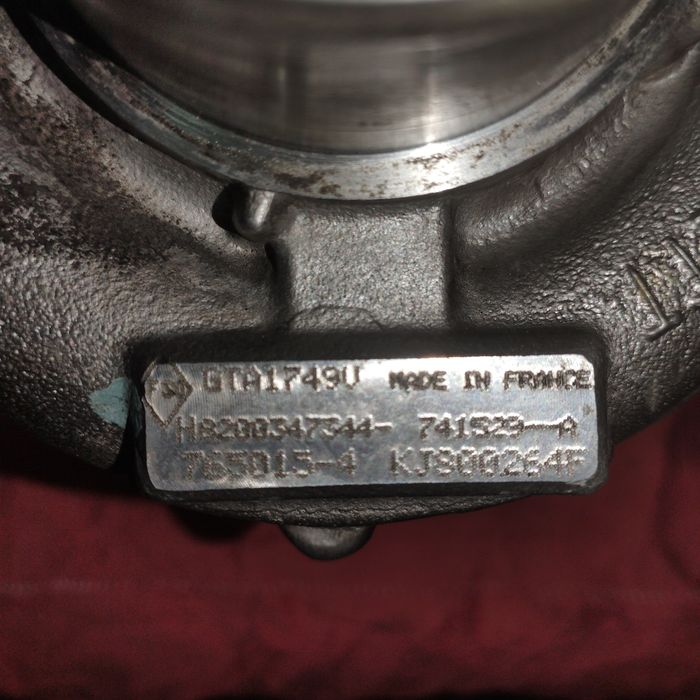 GTA1749V MADE IN FRANCE
H8200347344- 741529--A
765015-4 KJ900264F